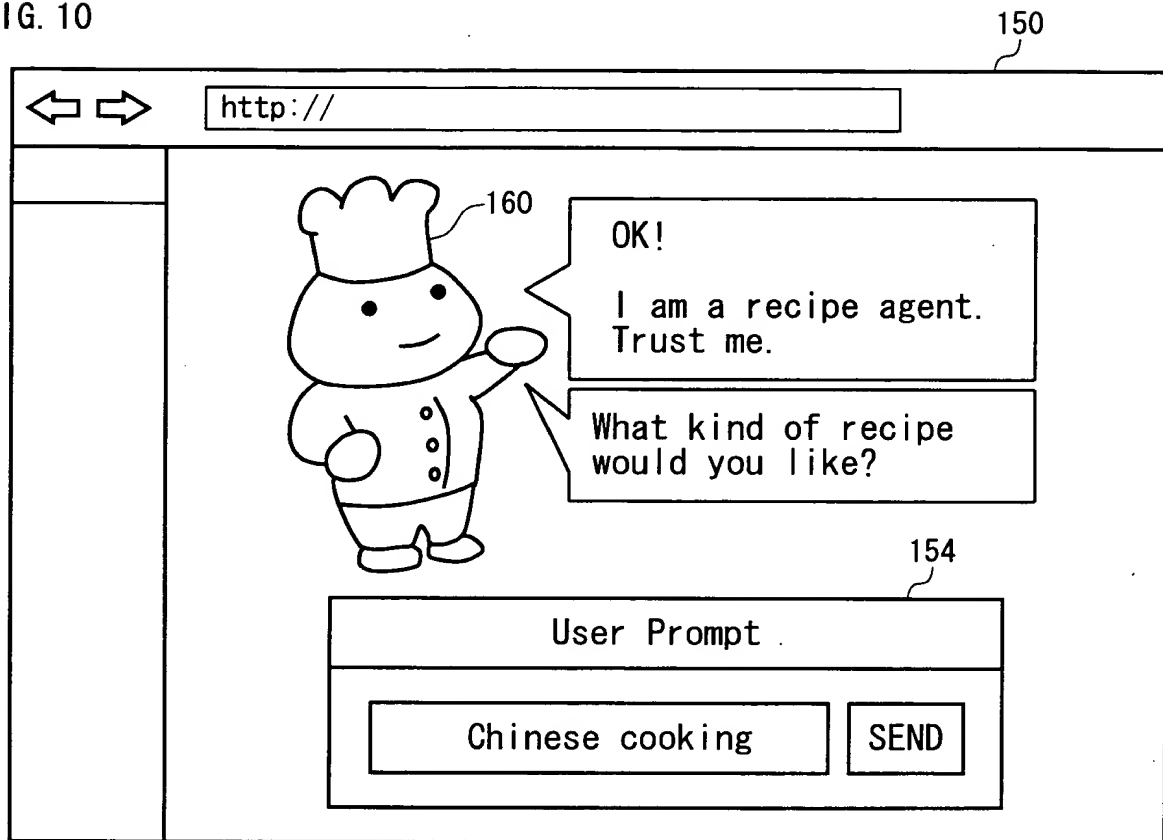 IG. 10
150
http://
160
OK!
I am a recipe agent.
Trust me.
What kind of recipe
would you like?
154
User Prompt
Chinese cooking
SEND